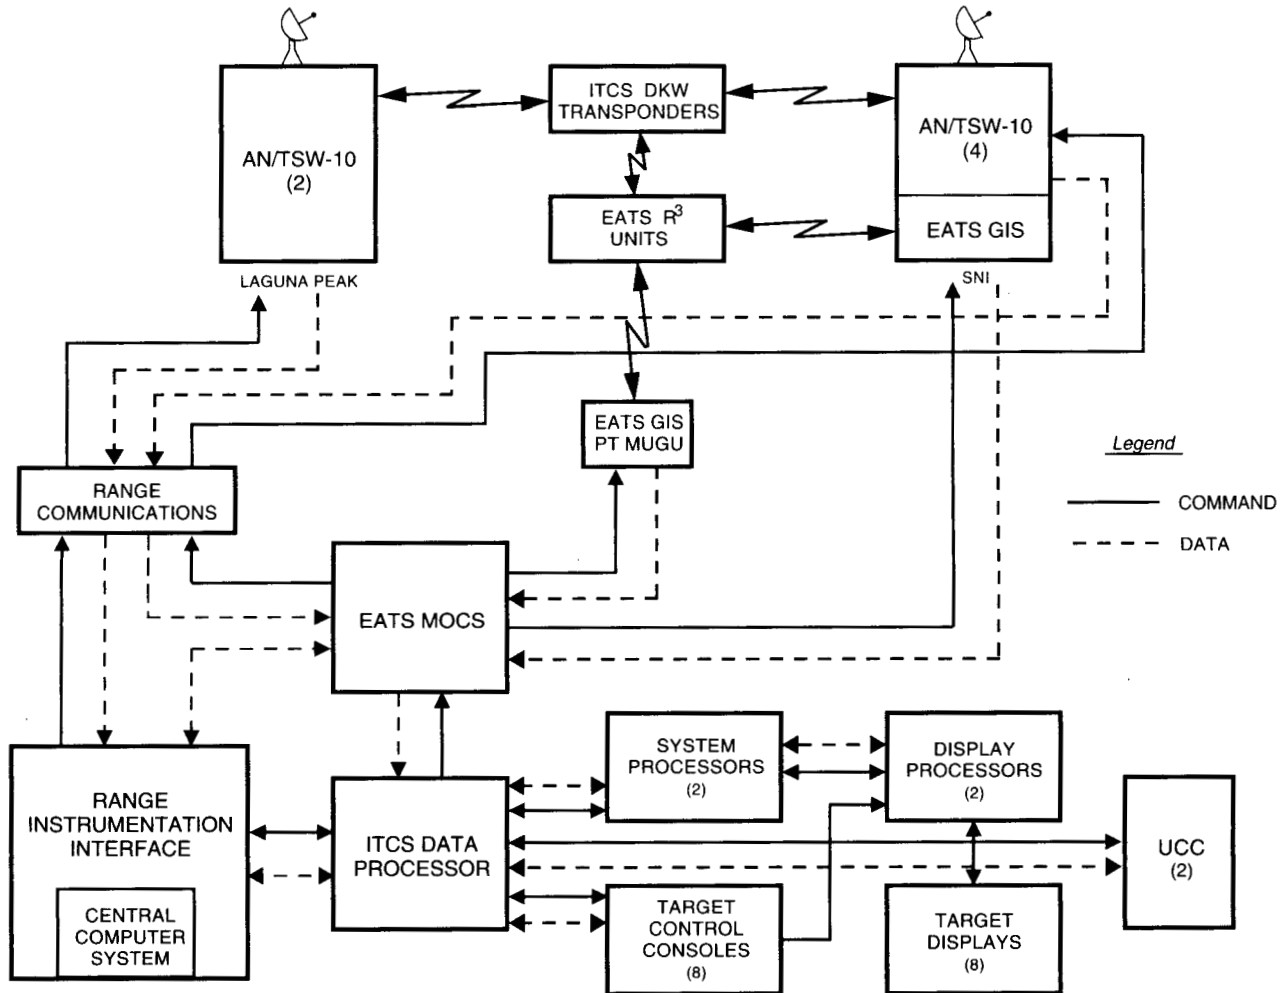 ITCS DKW
TRANSPONDERS
AN/TSW-10
(2)
AN/TSW-10
(4)
EATS R³
UNITS
EATS GIS
LAGUNA PEAK
SNI
EATS GIS
PT MUGU
Legend
COMMAND
DATA
RANGE
COMMUNICATIONS
EATS MOCS
RANGE
INSTRUMENTATION
INTERFACE
CENTRAL
COMPUTER
SYSTEM
ITCS DATA
PROCESSOR
SYSTEM
PROCESSORS
(2)
DISPLAY
PROCESSORS
(2)
UCC
(2)
TARGET
CONTROL
CONSOLES
(8)
TARGET
DISPLAYS
(8)